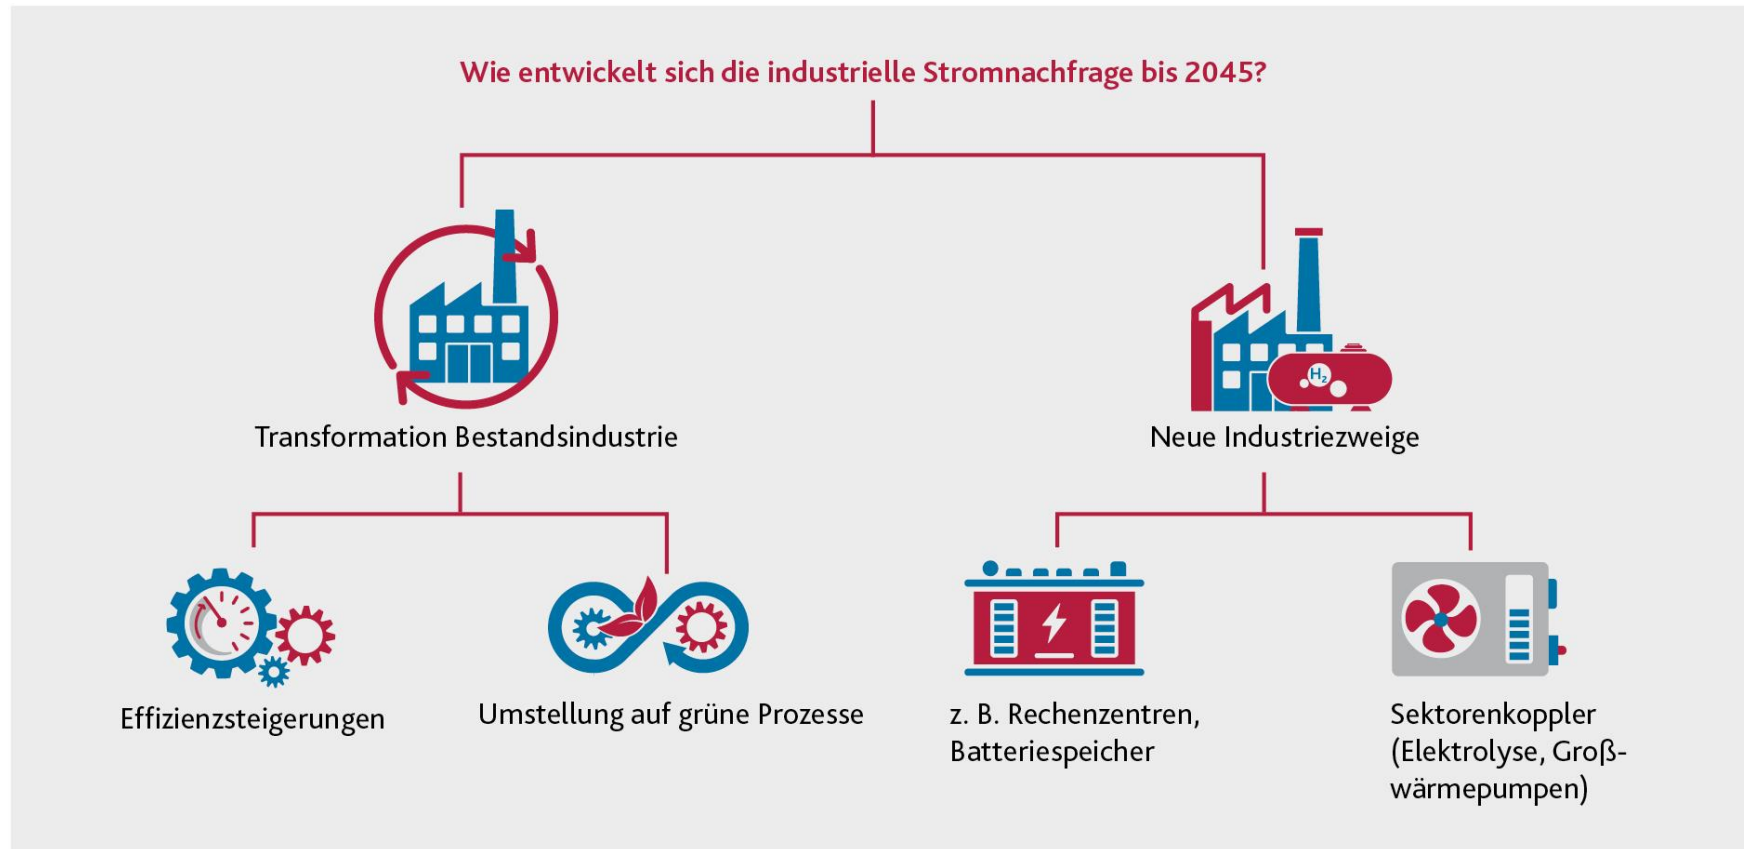 Wie entwickelt sich die industrielle Stromnachfrage bis 2045?
H₂
Transformation Bestandsindustrie
Neue Industriezweige
Effizienzsteigerungen
Umstellung auf grüne Prozesse
z. B. Rechenzentren,
Batteriespeicher
Sektorenkoppler
(Elektrolyse, Groß-
wärmepumpen)